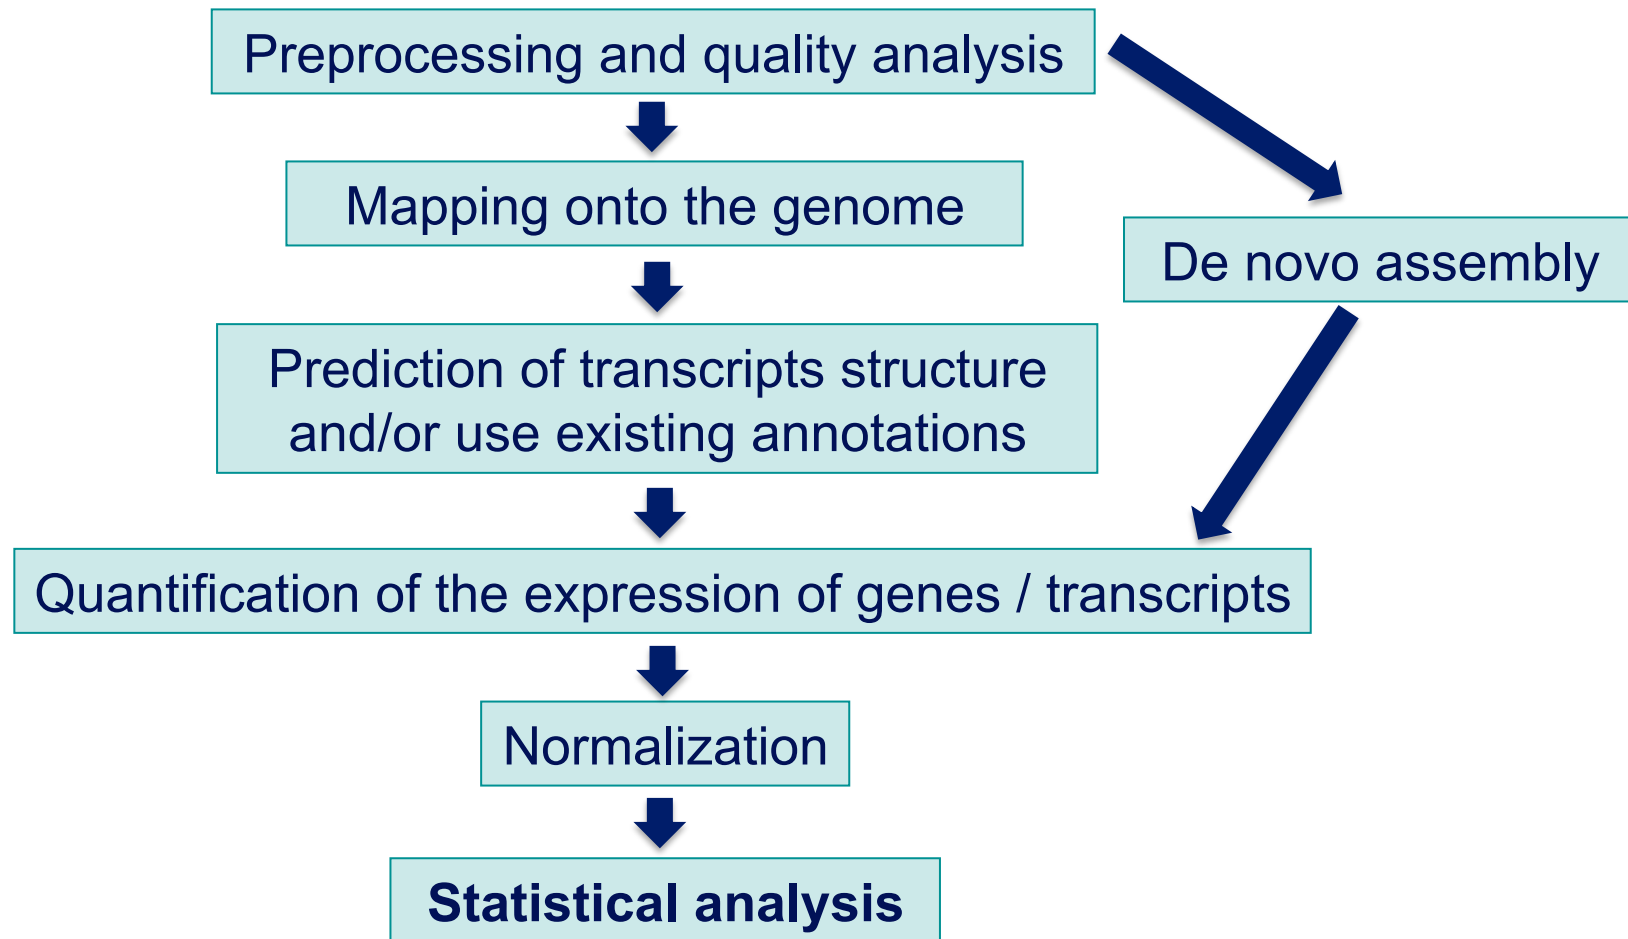 Preprocessing and quality analysis
Mapping onto the genome
De novo assembly
Prediction of transcripts structure
and/or use existing annotations
Quantification of the expression of genes / transcripts
Normalization
Statistical analysis